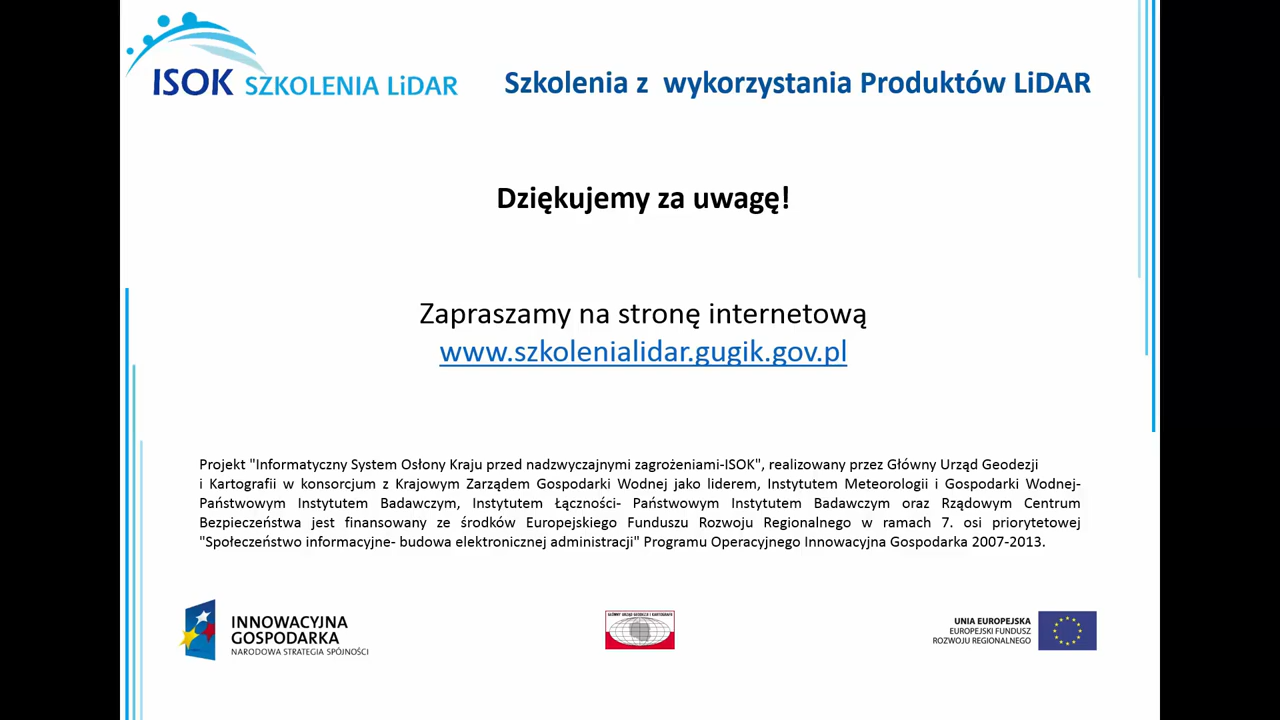 ISOK SZKOLENIA LiDAR
Szkolenia z wykorzystania Produktów LiDAR
Dziękujemy za uwagę!
Zapraszamy na stronę internetową
www.szkolenialidar.gugik.gov.pl
Projekt "Informatyczny System Osłony Kraju przed nadzwyczajnymi zagrożeniami-ISOK", realizowany przez Główny Urząd Geodezji
i Kartografii w konsorcjum z Krajowym Zarządem Gospodarki Wodnej jako liderem, Instytutem Meteorologii i Gospodarki Wodnej-
Państwowym Instytutem Badawczym, Instytutem Łączności- Państwowym Instytutem Badawczym oraz Rządowym Centrum
Bezpieczeństwa jest finansowany ze środków Europejskiego Funduszu Rozwoju Regionalnego w ramach 7. osi priorytetowej
"Społeczeństwo informacyjne- budowa elektronicznej administracji" Programu Operacyjnego Innowacyjna Gospodarka 2007-2013.
INNOWACYJNA
GOSPODARKA
NARODOWA STRATEGIA SPÓJNOŚCI
GŁÓWNY URZĄD GEODEZJI I KARTOGRAFII
UNIA EUROPEJSKA
EUROPEJSKI FUNDUSZ
ROZWOJU REGIONALNEGO